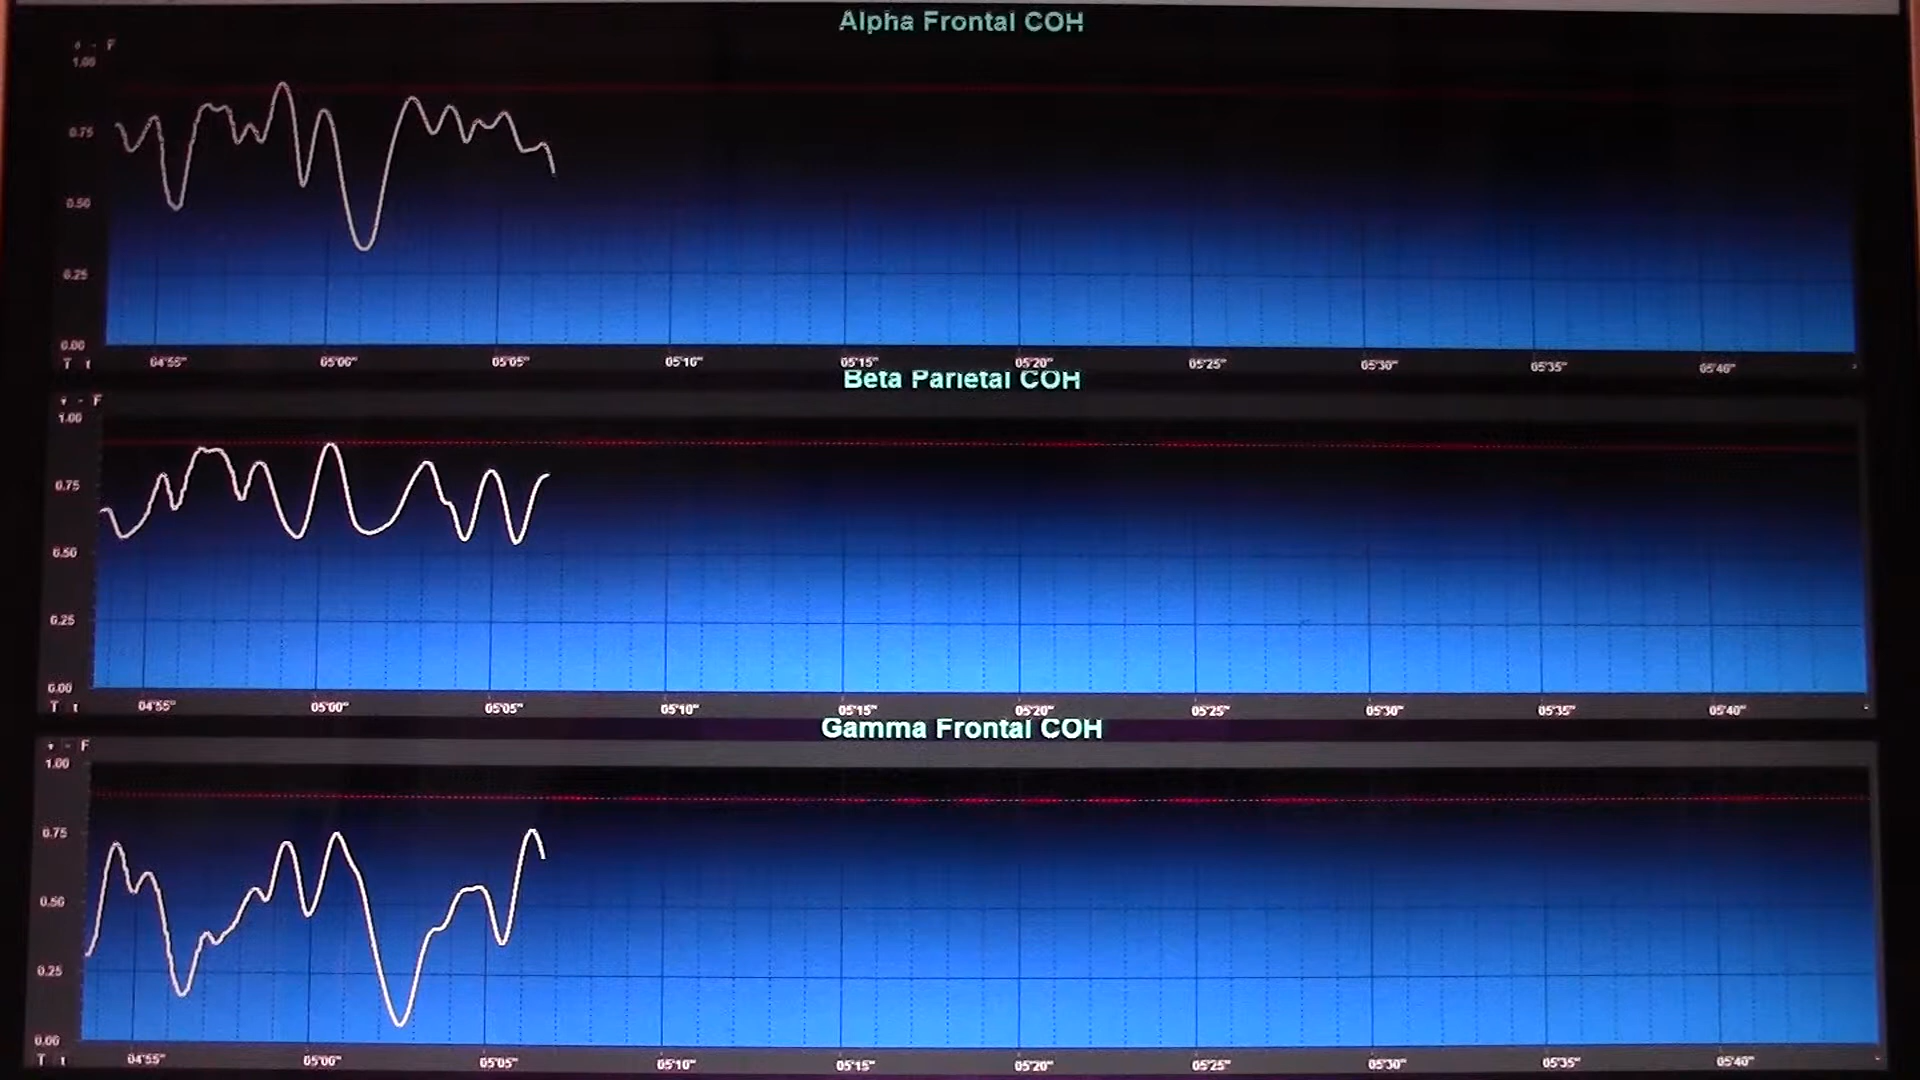 Alpha Frontal COH
- F
1.00
0.75
0.50
0.25
0.00
T t 04'55" 05'00" 05'05" 05'10" 05'15" 05'20" 05'25" 05'30" 05'35" 05'40"
Beta Parietal COH
- F
1.00
0.75
0.50
0.25
0.00
T t 04'55" 05'00" 05'05" 05'10" 05'15" 05'20" 05'25" 05'30" 05'35" 05'40"
Gamma Frontal COH
- F
1.00
0.75
0.50
0.25
0.00
T t 04'55" 05'00" 05'05" 05'10" 05'15" 05'20" 05'25" 05'30" 05'35" 05'40"